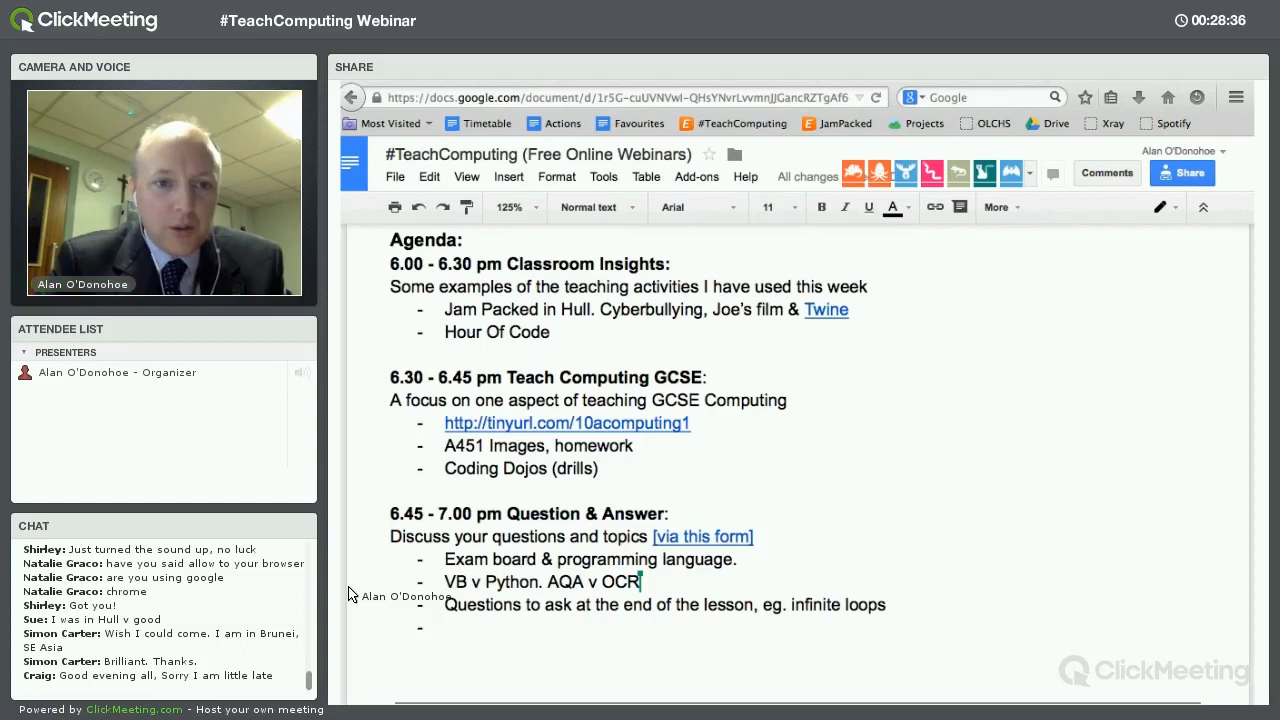 ClickMeeting
#TeachComputing Webinar
00:28:36
CAMERA AND VOICE
Alan O'Donohoe
ATTENDEE LIST
PRESENTERS
Alan O'Donohoe - Organizer
CHAT
Shirley: Just turned the sound up, no luck
Natalie Graco: have you said allow to your browser
Natalie Graco: are you using google
Natalie Graco: chrome
Shirley: Got you!
Sue: I was in Hull v good
Simon Carter: Wish I could come. I am in Brunei,
SE Asia
Simon Carter: Brilliant. Thanks.
Craig: Good evening all, Sorry I am little late
Powered by ClickMeeting.com - Host your own meeting
SHARE
https://docs.google.com/document/d/1r5G-cuUVNVwI-QHsYNvrLvvmnJJGancRZTgAf6
Google
Most Visited
Timetable
Actions
Favourites
#TeachComputing
JamPacked
Projects
OLCHS
Drive
Xray
Spotify
#TeachComputing (Free Online Webinars)
Alan O'Donohoe
File Edit View Insert Format Tools Table Add-ons Help
All changes
Comments
Share
125%
Normal text
Arial
11
B I U A
More
Agenda:
6.00 - 6.30 pm Classroom Insights:
Some examples of the teaching activities I have used this week
- Jam Packed in Hull. Cyberbullying, Joe's film & Twine
- Hour Of Code
6.30 - 6.45 pm Teach Computing GCSE:
A focus on one aspect of teaching GCSE Computing
- http://tinyurl.com/10acomputing1
- A451 Images, homework
- Coding Dojos (drills)
6.45 - 7.00 pm Question & Answer:
Discuss your questions and topics [via this form]
- Exam board & programming language.
- VB v Python. AQA v OCR
Alan O'Donohoe
- Questions to ask at the end of the lesson, eg. infinite loops
-
ClickMeeting